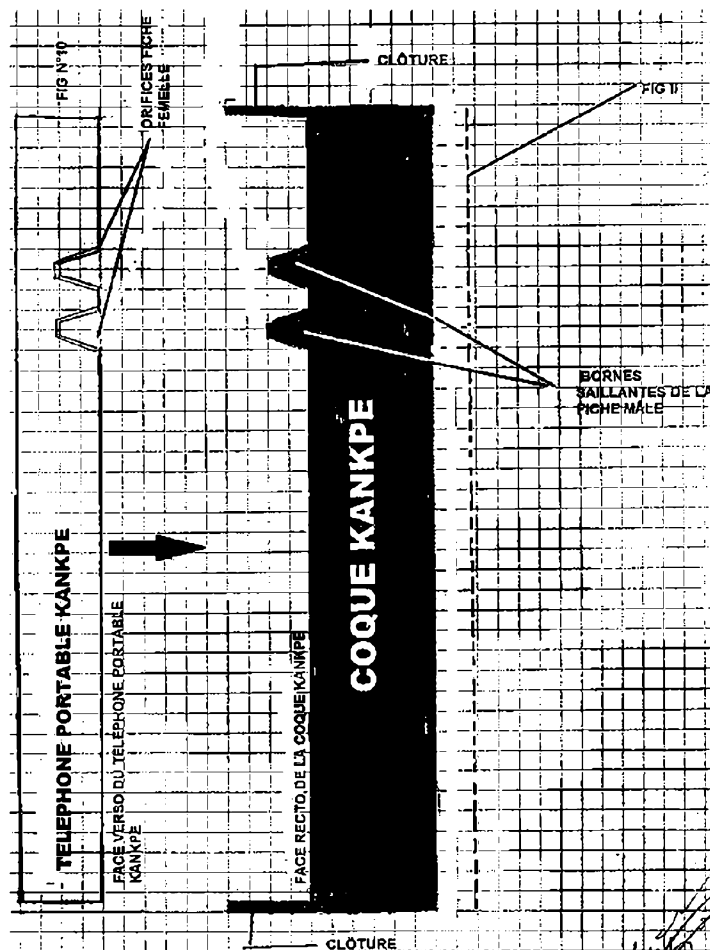 FIG N°10
ORIFICES FICHE
FEMELLE
CLÔTURE
FIG 11
BORNES
SAILLANTES DE LA
FICHE MALE
TELEPHONE PORTABLE KANKPE
FACE VERSO DU TELEPHONE PORTABLE
KANKPE
FACE RECTO DE LA COQUE KANKPE
COQUE KANKPE
CLÔTURE